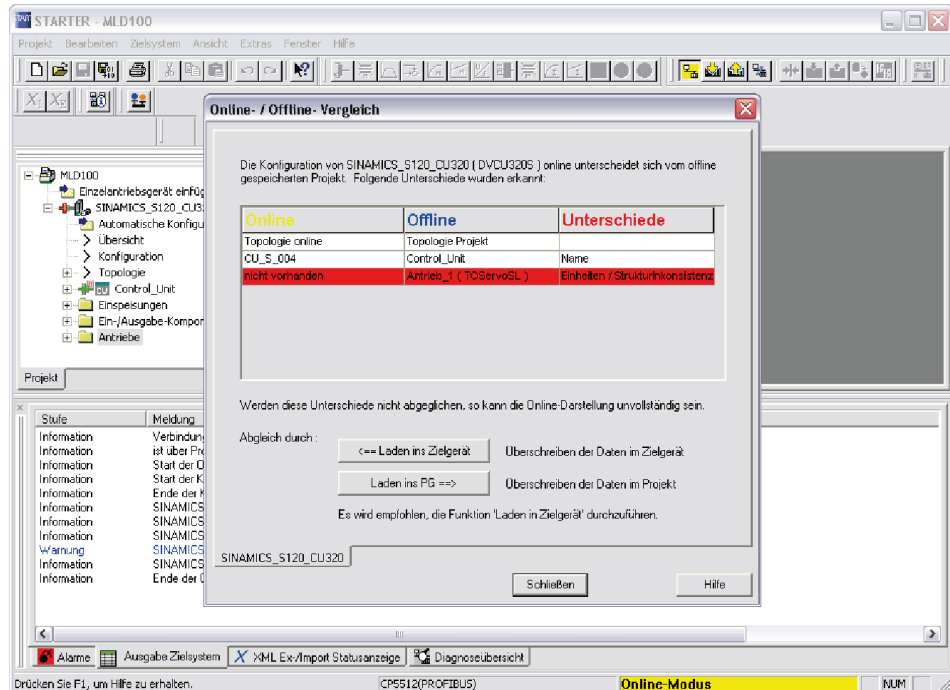 STARTER - MLD100
Projekt Bearbeiten Zielsystem Ansicht Extras Fenster Hilfe
Online- / Offline- Vergleich
Die Konfiguration von SINAMICS_S120_CU320 ( DVCU320S ) online unterscheidet sich vom offline
gespeicherten Projekt. Folgende Unterschiede wurden erkannt:
Online Offline Unterschiede
Topologie online Topologie Projekt
CU_S_004 Control_Unit Name
nicht vorhanden Antrieb_1 ( TOServoSL ) Einheiten / Strukturinkonsistenz
Werden diese Unterschiede nicht abgeglichen, so kann die Online-Darstellung unvollständig sein.
Abgleich durch :
<== Laden ins Zielgerät Überschreiben der Daten im Zielgerät
Laden ins PG ==> Überschreiben der Daten im Projekt
Es wird empfohlen, die Funktion 'Laden in Zielgerät' durchzuführen.
SINAMICS_S120_CU320
Schließen Hilfe
MLD100
Einzelantriebsgerät einfüg
SINAMICS_S120_CU3
Automatische Konfigu
Übersicht
Konfiguration
Topologie
Control_Unit
Einspeisungen
Ein-/Ausgabe-Kompor
Antriebe
Projekt
Stufe Meldung
Information Verbindun
Information ist über Pro
Information Start der O
Information Start der K
Information Ende der K
Information SINAMICS
Information SINAMICS
Information SINAMICS
Warnung SINAMICS
Information SINAMICS
Information Ende der O
Alarme Ausgabe Zielsystem XML Ex-/Import Statusanzeige Diagnoseübersicht
Drücken Sie F1, um Hilfe zu erhalten. CP5512(PROFIBUS) Online-Modus NUM